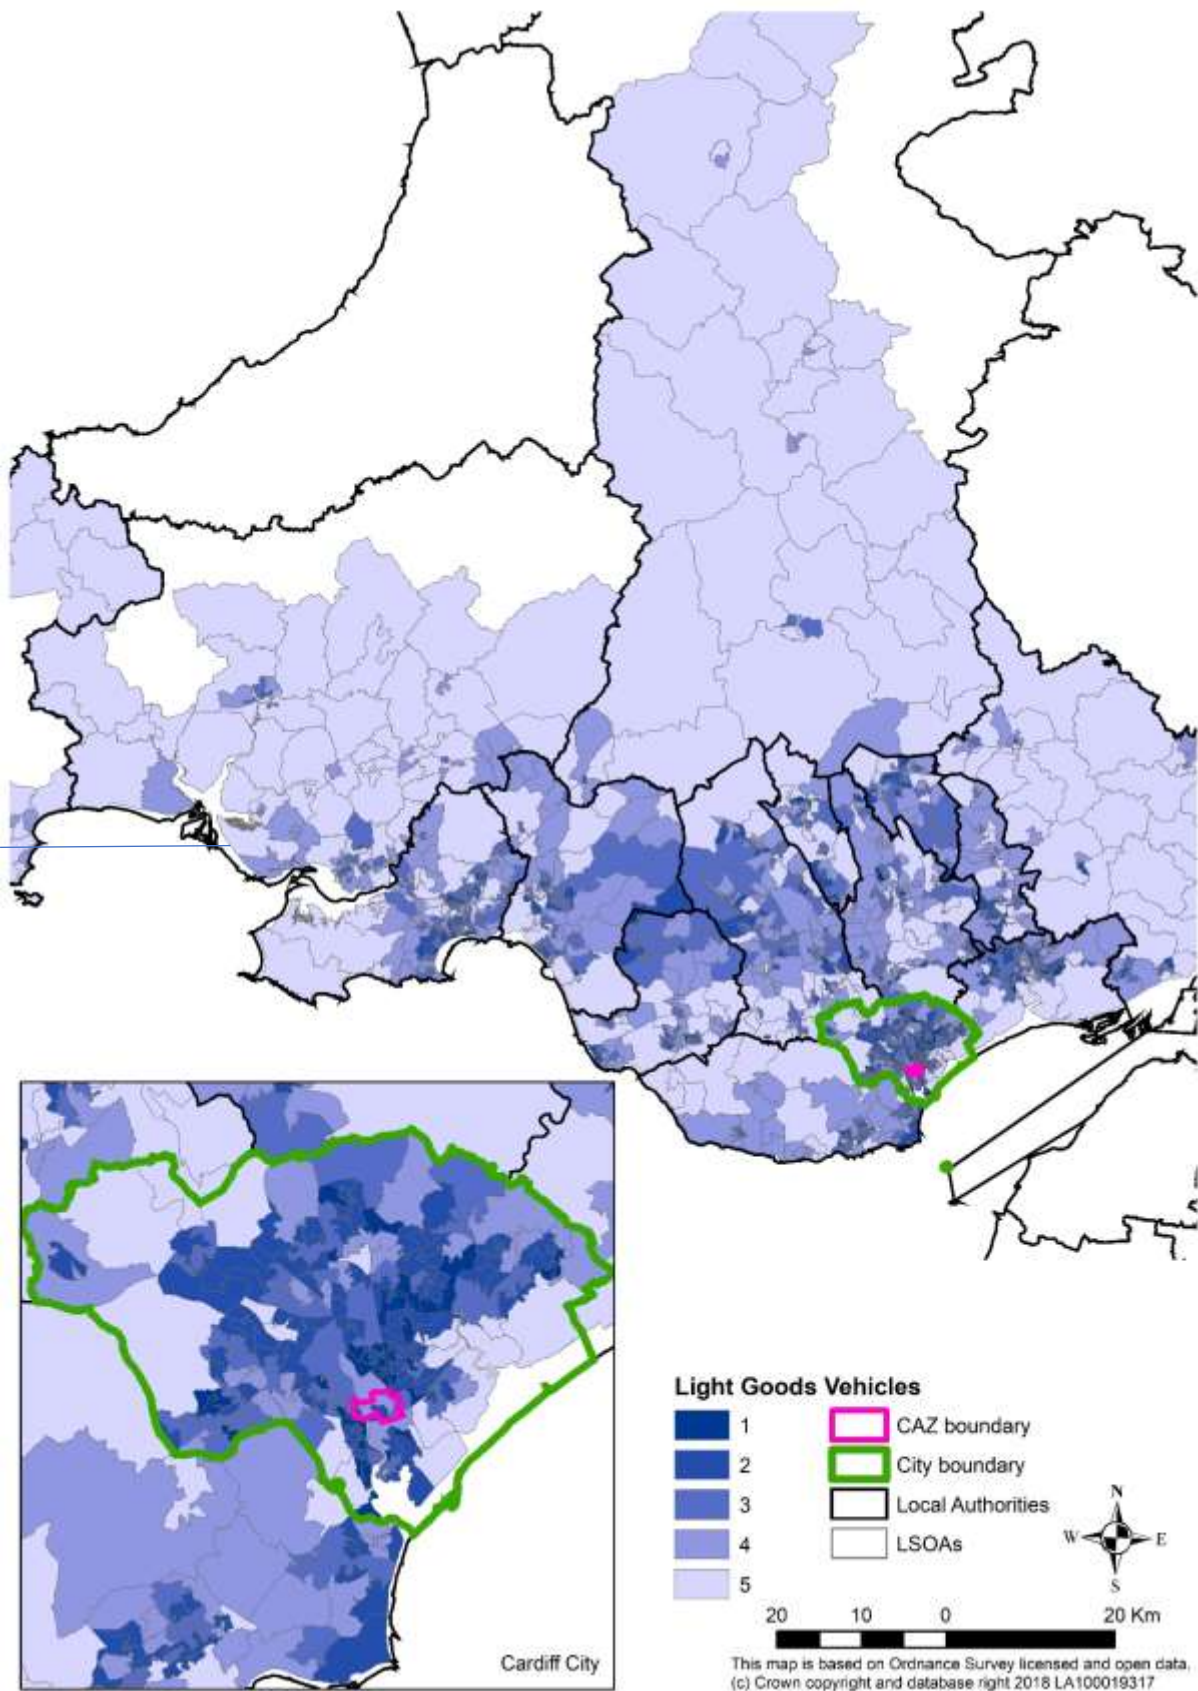 Cardiff City
Light Goods Vehicles
1
2
3
4
5
CAZ boundary
City boundary
Local Authorities
LSOAs
N
W
E
S
20 10 0 20 Km
This map is based on Ordnance Survey licensed and open data.
(c) Crown copyright and database right 2018 LA100019317